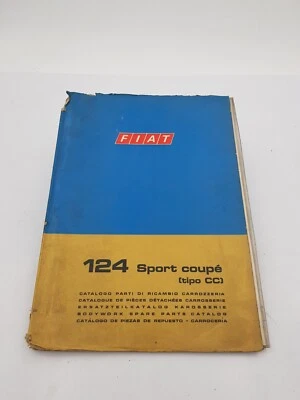 FIAT
124 Sport coupé
(tipo CC)
CATALOGO PARTI DI RICAMBIO CARROZZERIA
CATALOGUE DE PIÈCES DÉTACHÉES CARROSSERIE
ERSATZTEILKATALOG KAROSSERIE
BODYWORK SPARE PARTS CATALOG
CATÁLOGO DE PIEZAS DE REPUESTO - CARROCERIA